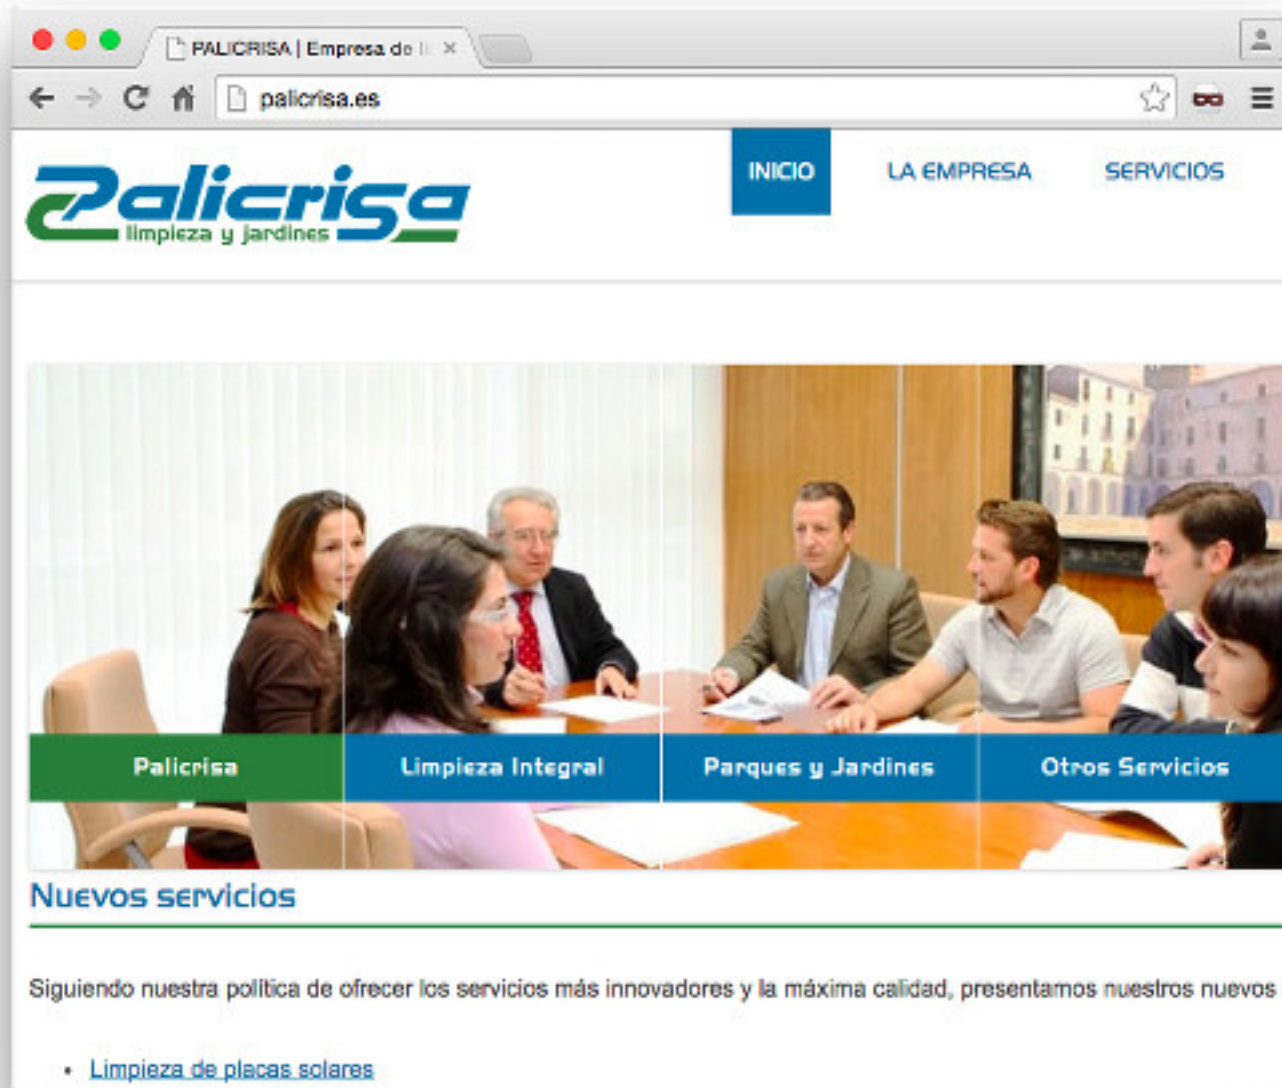 PALICRISA | Empresa de li
palicrisa.es
Palicrisa
limpieza y jardines
INICIO LA EMPRESA SERVICIOS
Palicrisa Limpieza Integral Parques y Jardines Otros Servicios
Nuevos servicios
Siguiendo nuestra política de ofrecer los servicios más innovadores y la máxima calidad, presentamos nuestros nuevos
• Limpieza de placas solares